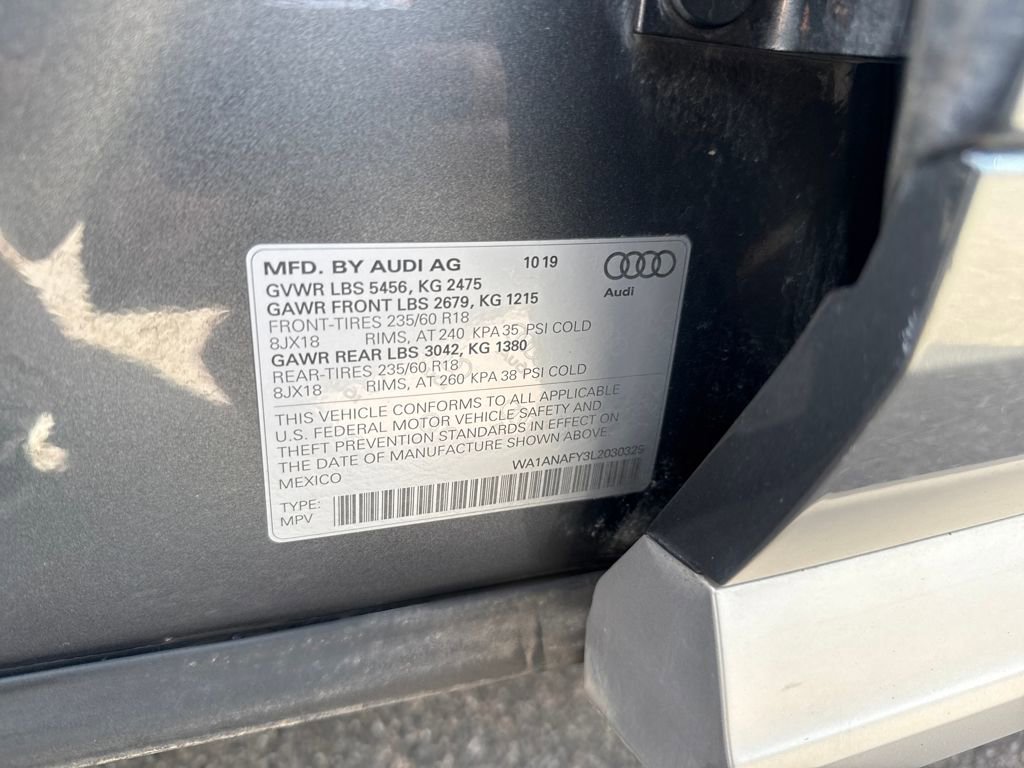 MFD. BY AUDI AG 10 19
Audi
GVWR LBS 5456, KG 2475
GAWR FRONT LBS 2679, KG 1215
FRONT-TIRES 235/60 R18
8JX18 RIMS, AT 240 KPA 35 PSI COLD
GAWR REAR LBS 3042, KG 1380
REAR-TIRES 235/60 R18
8JX18 RIMS, AT 260 KPA 38 PSI COLD
THIS VEHICLE CONFORMS TO ALL APPLICABLE
U.S. FEDERAL MOTOR VEHICLE SAFETY AND
THEFT PREVENTION STANDARDS IN EFFECT ON
THE DATE OF MANUFACTURE SHOWN ABOVE.
MEXICO WA1ANAFY3L2030325
TYPE:
MPV